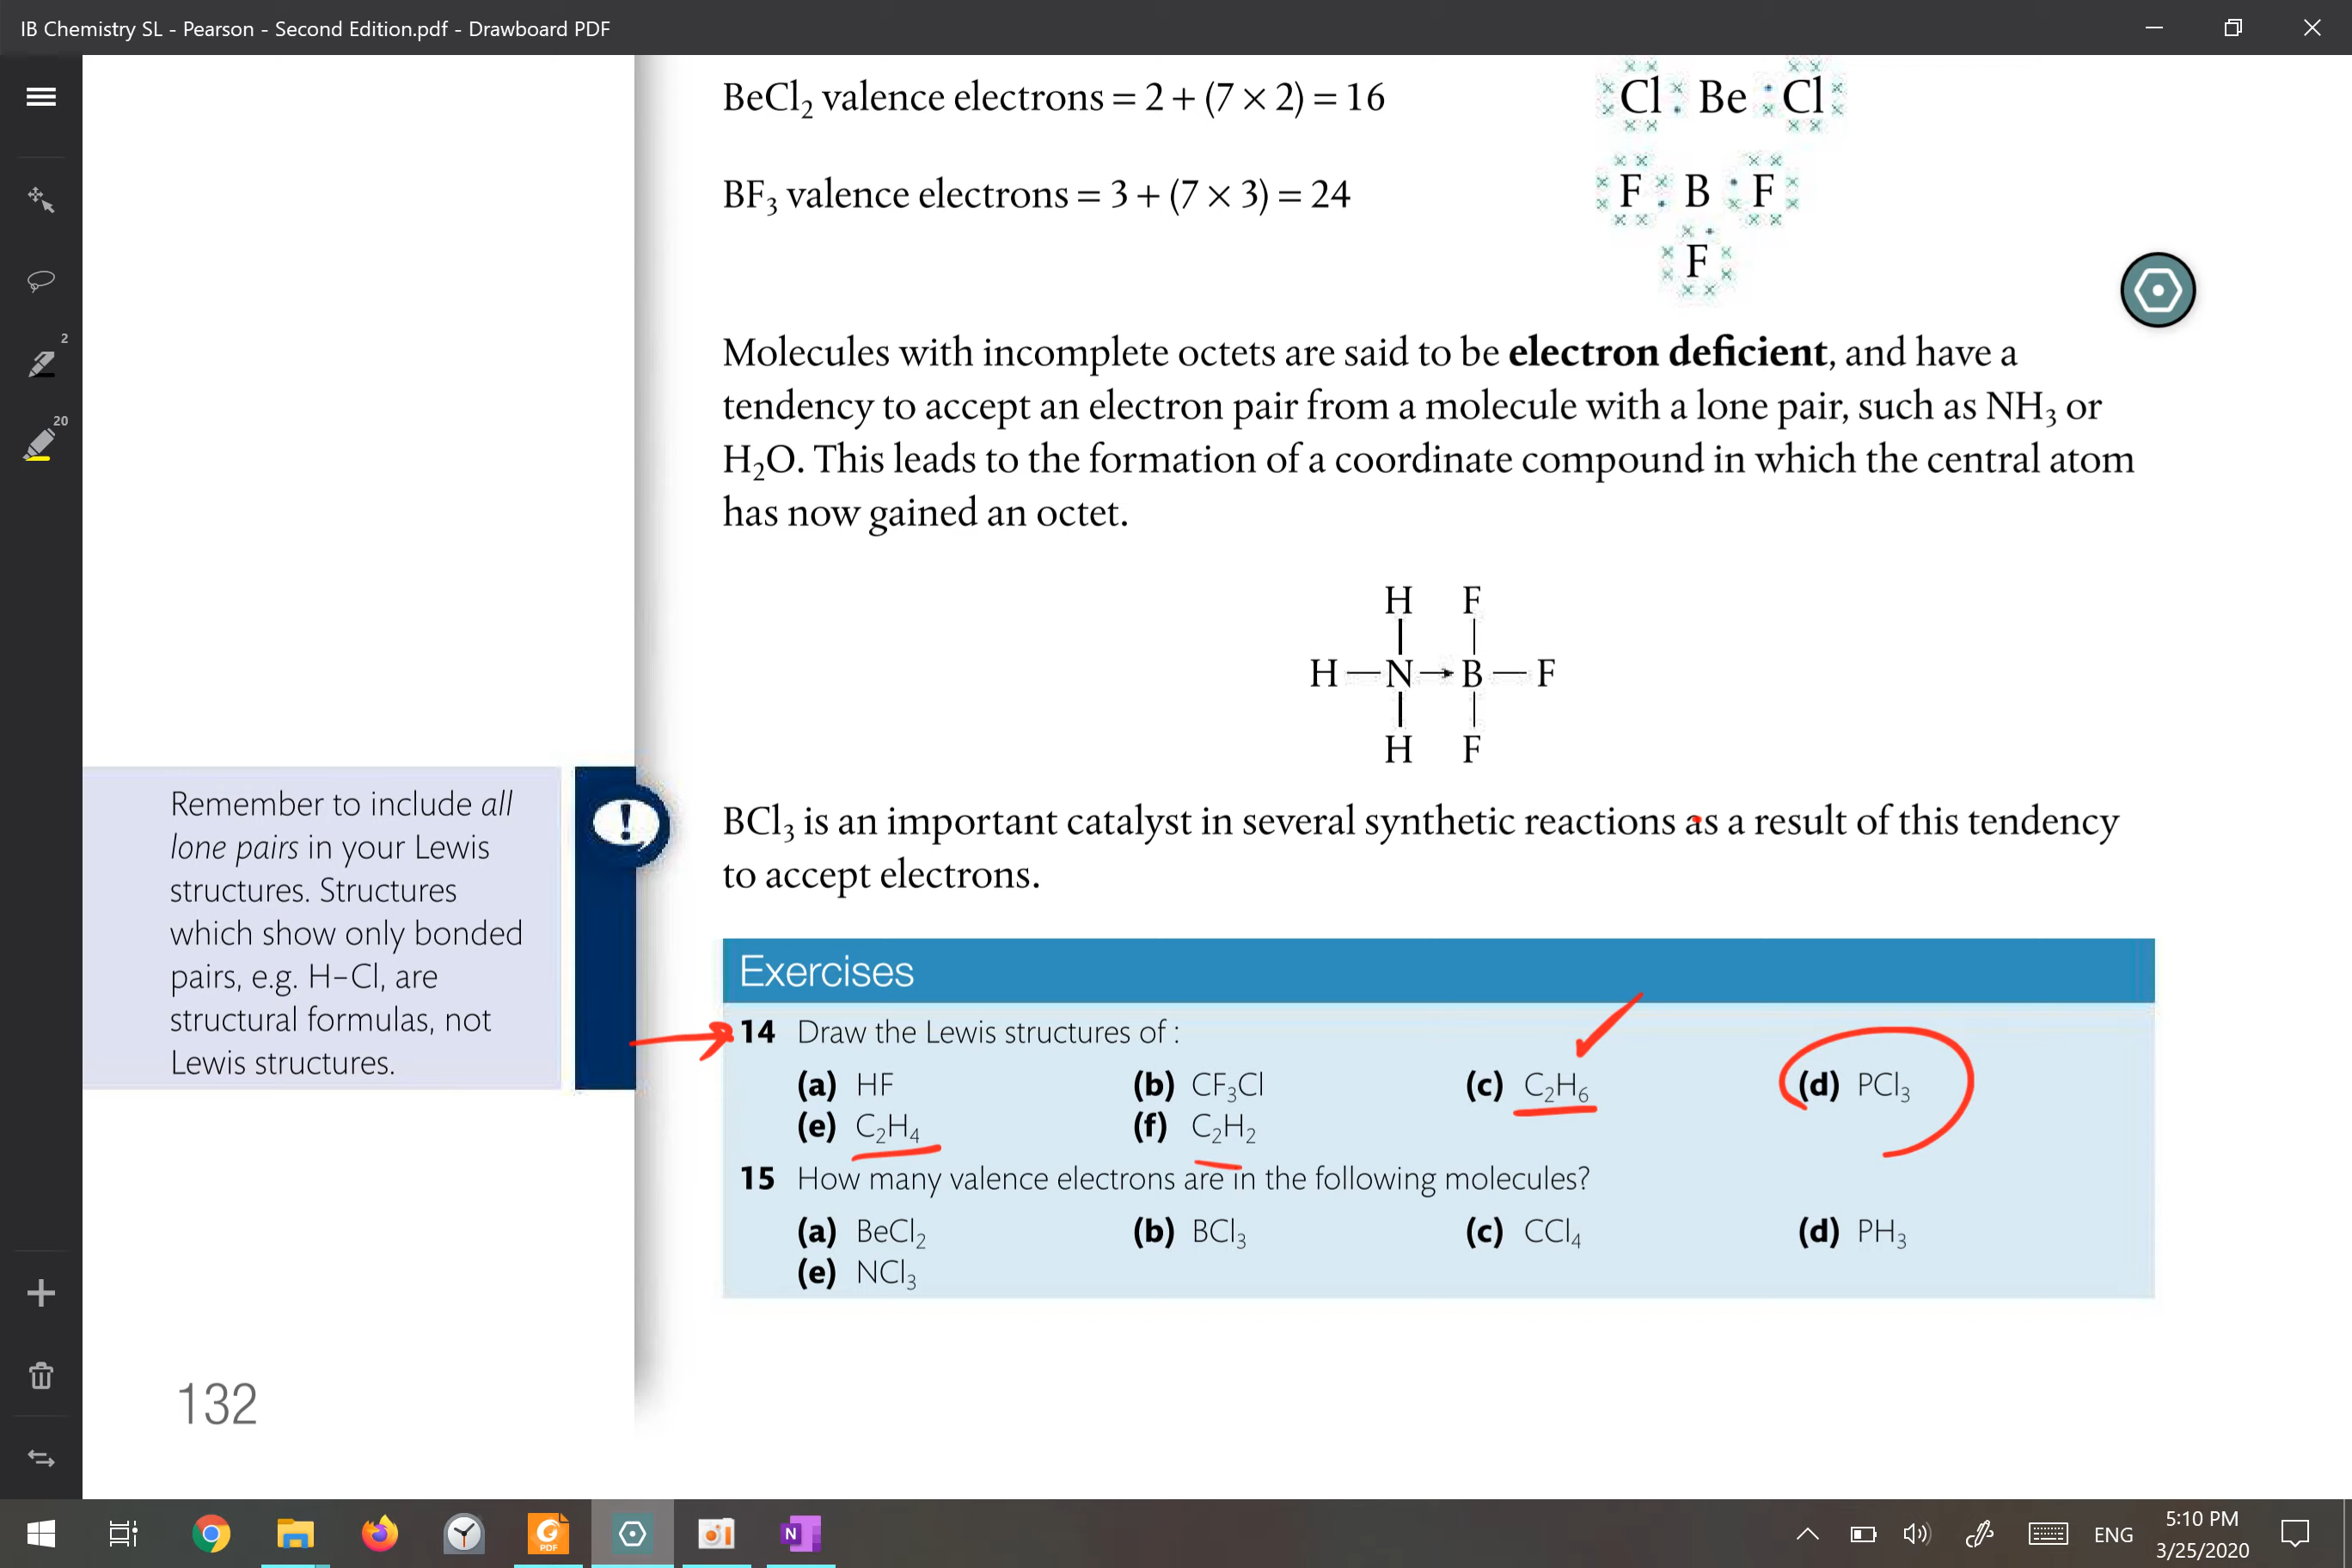 IB Chemistry SL - Pearson - Second Edition.pdf - Drawboard PDF
2
20
BeCl₂ valence electrons = 2 + (7 × 2) = 16
Cl Be Cl
BF₃ valence electrons = 3 + (7 × 3) = 24
F B F
F
Molecules with incomplete octets are said to be electron deficient, and have a
tendency to accept an electron pair from a molecule with a lone pair, such as NH₃ or
H₂O. This leads to the formation of a coordinate compound in which the central atom
has now gained an octet.
H F
H—N→B—F
H F
Remember to include all
lone pairs in your Lewis
structures. Structures
which show only bonded
pairs, e.g. H–Cl, are
structural formulas, not
Lewis structures.
!
BCl₃ is an important catalyst in several synthetic reactions as a result of this tendency
to accept electrons.
Exercises
14 Draw the Lewis structures of :
(a) HF (b) CF₃Cl (c) C₂H₆ (d) PCl₃
(e) C₂H₄ (f) C₂H₂
15 How many valence electrons are in the following molecules?
(a) BeCl₂ (b) BCl₃ (c) CCl₄ (d) PH₃
(e) NCl₃
132
G
PDF
N
ENG
5:10 PM
3/25/2020